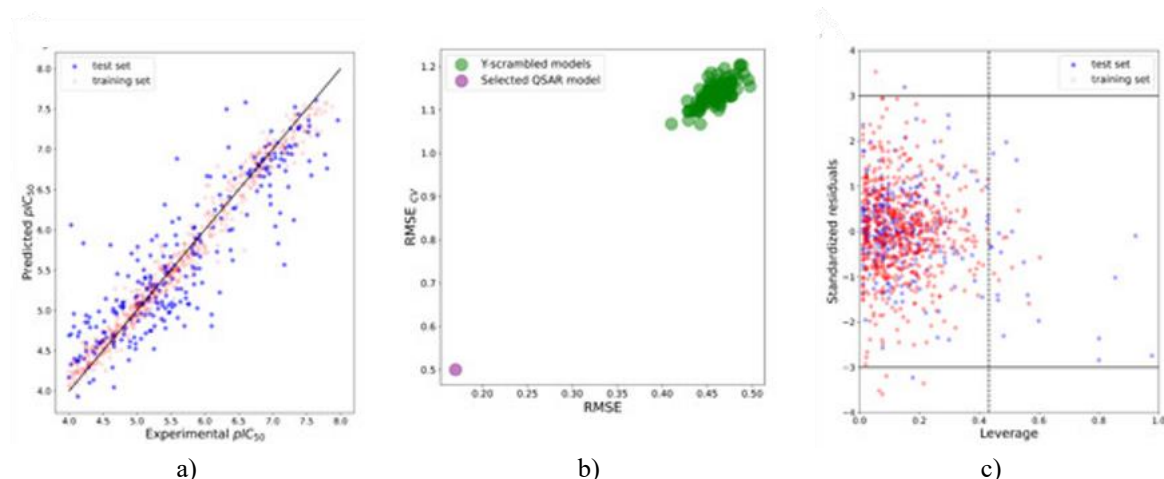 test set
training set
8.0
7.5
7.0
6.5
6.0
5.5
5.0
4.5
4.0
4.0 4.5 5.0 5.5 6.0 6.5 7.0 7.5 8.0
Predicted pIC50
Experimental pIC50
a)
Y-scrambled models
Selected QSAR model
1.2
1.1
1.0
0.9
0.8
0.7
0.6
0.5
0.20 0.25 0.30 0.35 0.40 0.45 0.50
RMSE CV
RMSE
b)
test set
training set
4
3
2
1
0
−1
−2
−3
−4
0.0 0.2 0.4 0.6 0.8 1.0
Standardized residuals
Leverage
c)